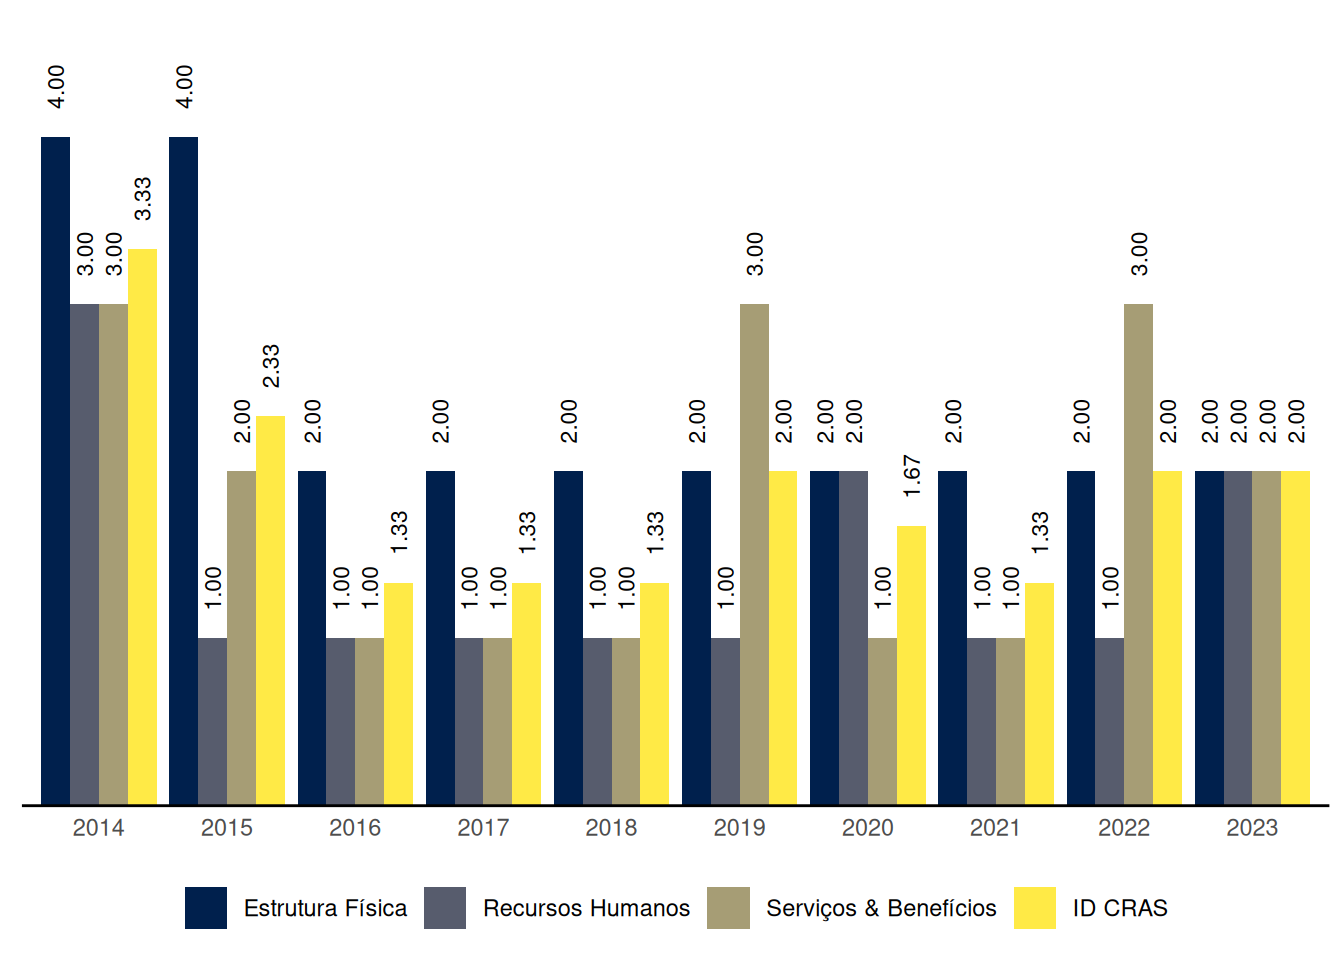 4.00 3.00 3.00 3.33 4.00 1.00 2.00 2.33 2.00 1.00 1.00 1.33 2.00 1.00 1.00 1.33 2.00 1.00 1.00 1.33 2.00 1.00 3.00 2.00 2.00 2.00 1.00 1.67 2.00 1.00 1.00 1.33 2.00 1.00 3.00 2.00 2.00 2.00 2.00 2.00
2014 2015 2016 2017 2018 2019 2020 2021 2022 2023
Estrutura Física Recursos Humanos Serviços & Benefícios ID CRAS